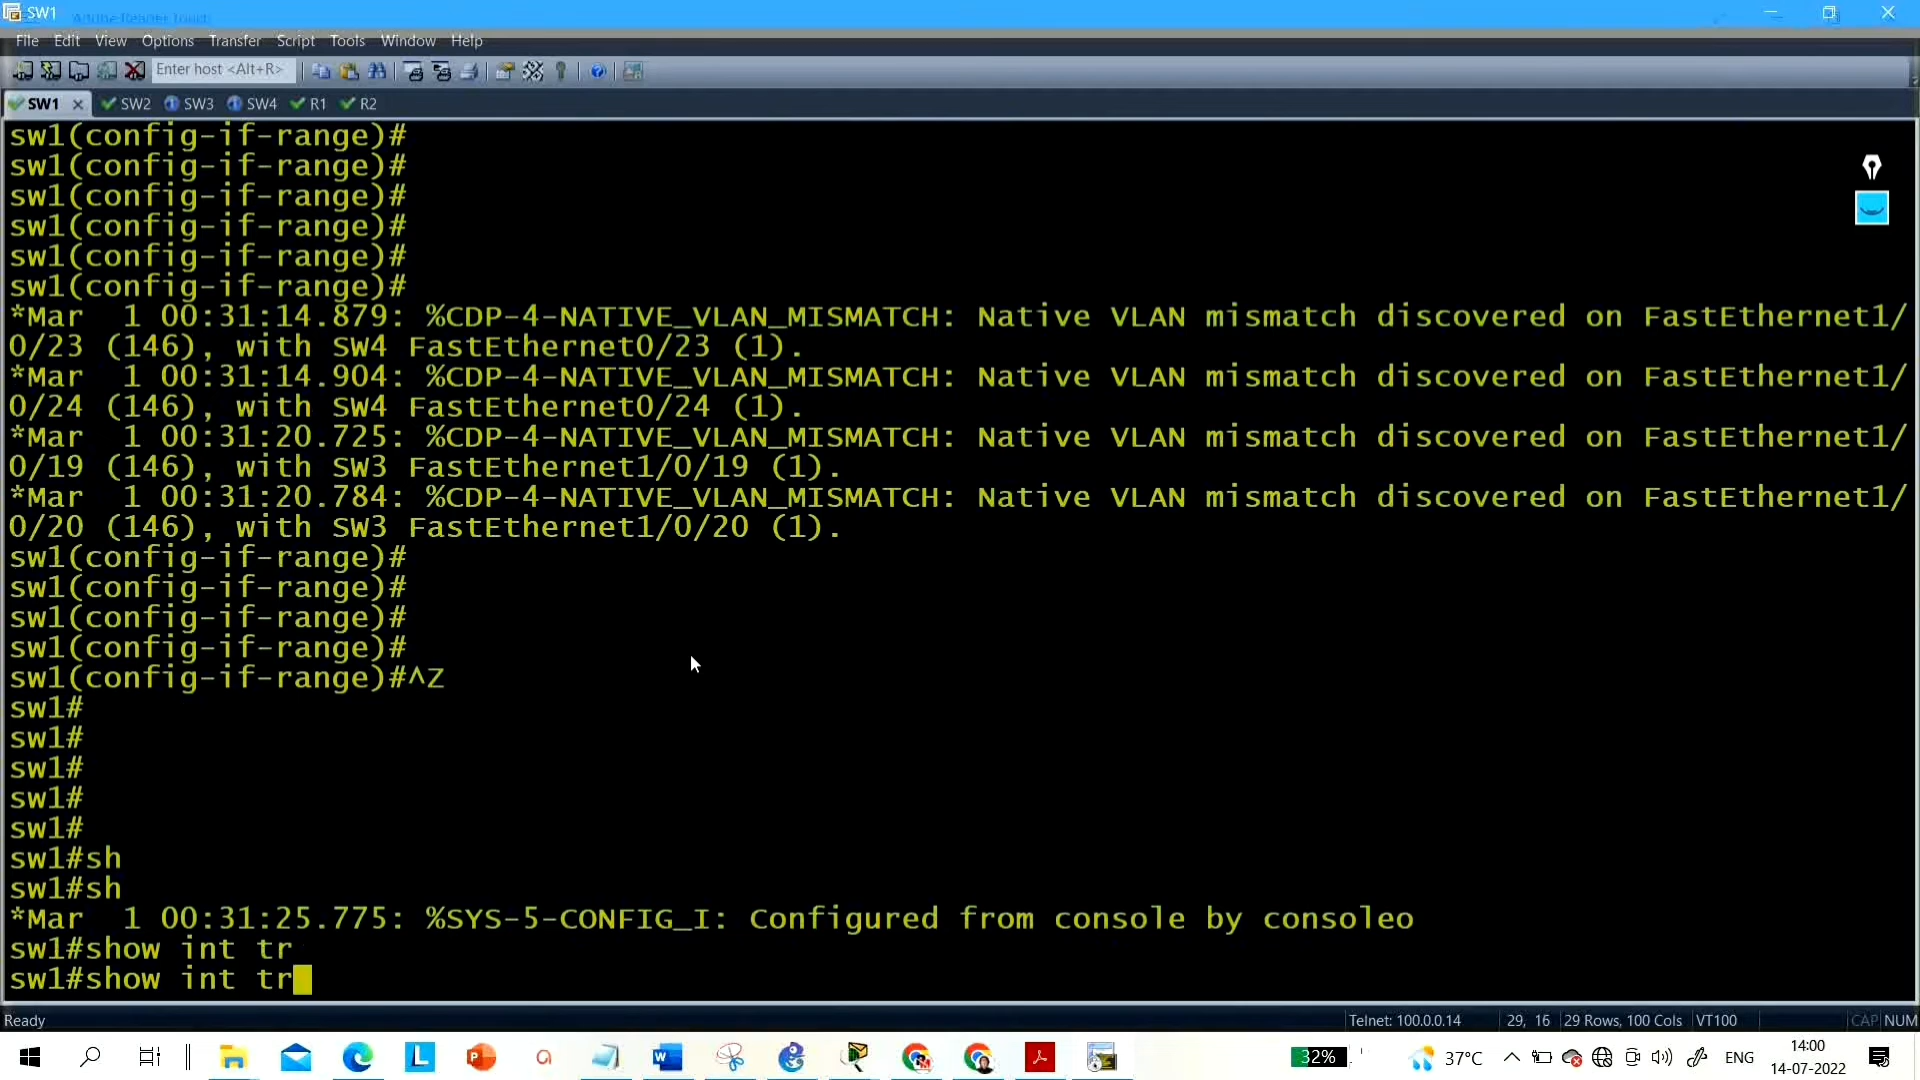 SW1
Adobe Reader Touch
File Edit View Options Transfer Script Tools Window Help
Enter host <Alt+R>
SW1 SW2 SW3 SW4 R1 R2
sw1(config-if-range)#
sw1(config-if-range)#
sw1(config-if-range)#
sw1(config-if-range)#
sw1(config-if-range)#
sw1(config-if-range)#
*Mar  1 00:31:14.879: %CDP-4-NATIVE_VLAN_MISMATCH: Native VLAN mismatch discovered on FastEthernet1/
0/23 (146), with SW4 FastEthernet0/23 (1).
*Mar  1 00:31:14.904: %CDP-4-NATIVE_VLAN_MISMATCH: Native VLAN mismatch discovered on FastEthernet1/
0/24 (146), with SW4 FastEthernet0/24 (1).
*Mar  1 00:31:20.725: %CDP-4-NATIVE_VLAN_MISMATCH: Native VLAN mismatch discovered on FastEthernet1/
0/19 (146), with SW3 FastEthernet1/0/19 (1).
*Mar  1 00:31:20.784: %CDP-4-NATIVE_VLAN_MISMATCH: Native VLAN mismatch discovered on FastEthernet1/
0/20 (146), with SW3 FastEthernet1/0/20 (1).
sw1(config-if-range)#
sw1(config-if-range)#
sw1(config-if-range)#
sw1(config-if-range)#
sw1(config-if-range)#^Z
sw1#
sw1#
sw1#
sw1#
sw1#
sw1#sh
sw1#sh
*Mar  1 00:31:25.775: %SYS-5-CONFIG_I: Configured from console by consoleo
sw1#show int tr
sw1#show int tr
Ready Telnet: 100.0.0.14 29, 16 29 Rows, 100 Cols VT100 CAP NUM
32% 37°C ENG 14:00
14-07-2022